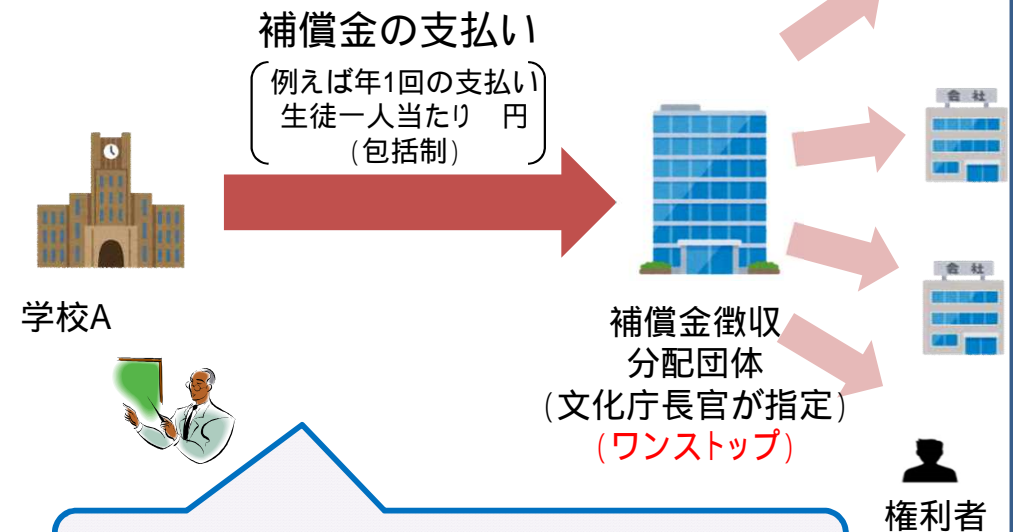 補償金の支払い
例えば年1回の支払い
生徒一人当たり　円
(包括制)
会社
会社
学校A
補償金徴収
分配団体
(文化庁長官が指定)
(ワンストップ)
権利者